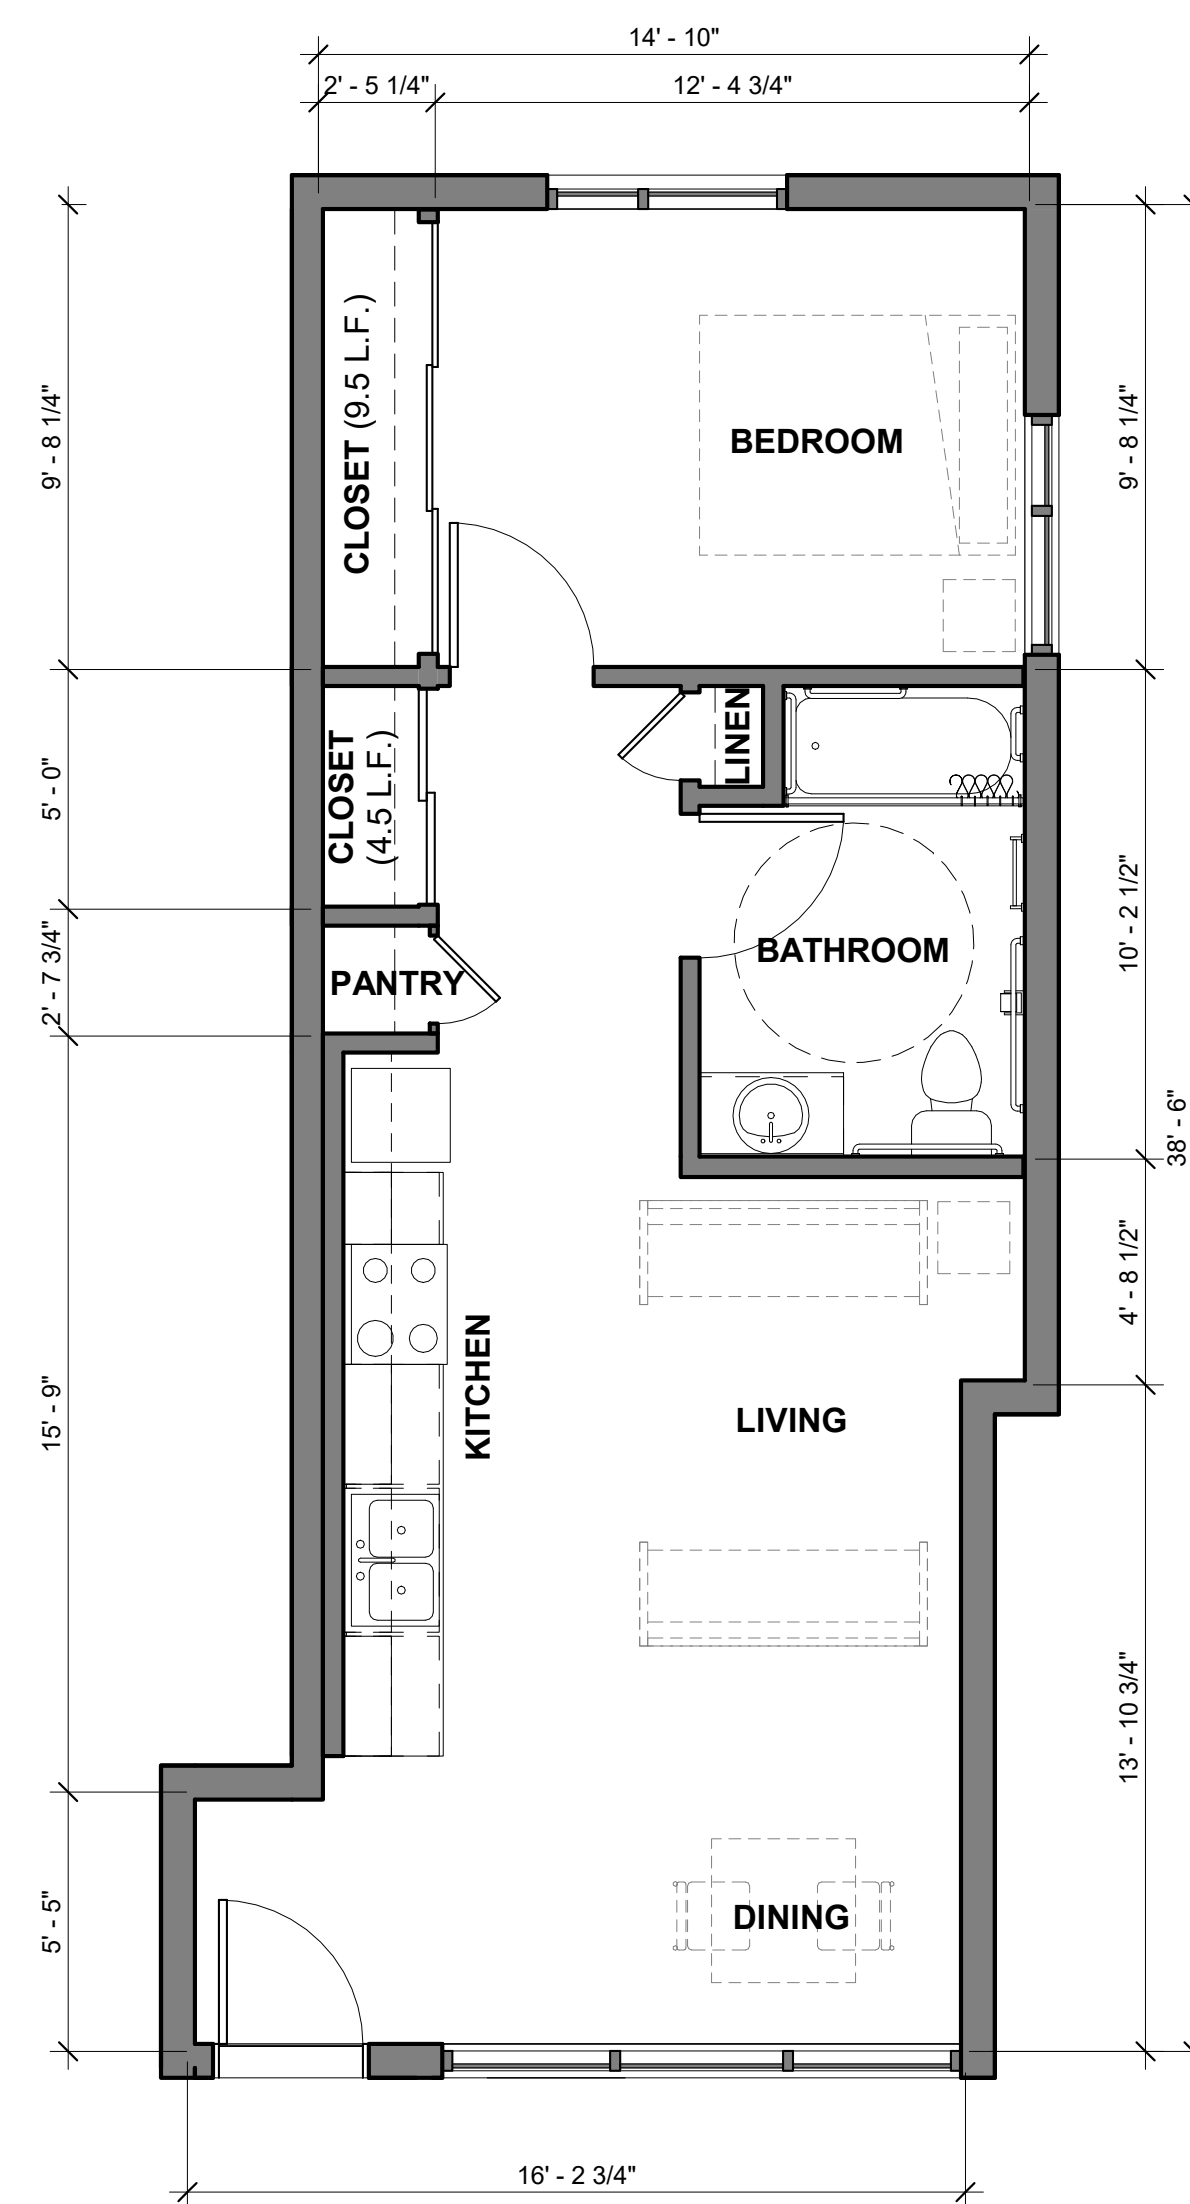 14' - 10"
2' - 5 1/4"
12' - 4 3/4"
9' - 8 1/4"
CLOSET (9.5 L.F.)
BEDROOM
9' - 8 1/4"
5' - 0"
CLOSET
(4.5 L.F.)
LINEN
10' - 2 1/2"
2' - 7 3/4"
PANTRY
BATHROOM
38' - 6"
4' - 8 1/2"
15' - 9"
KITCHEN
LIVING
13' - 10 3/4"
5' - 5"
DINING
16' - 2 3/4"